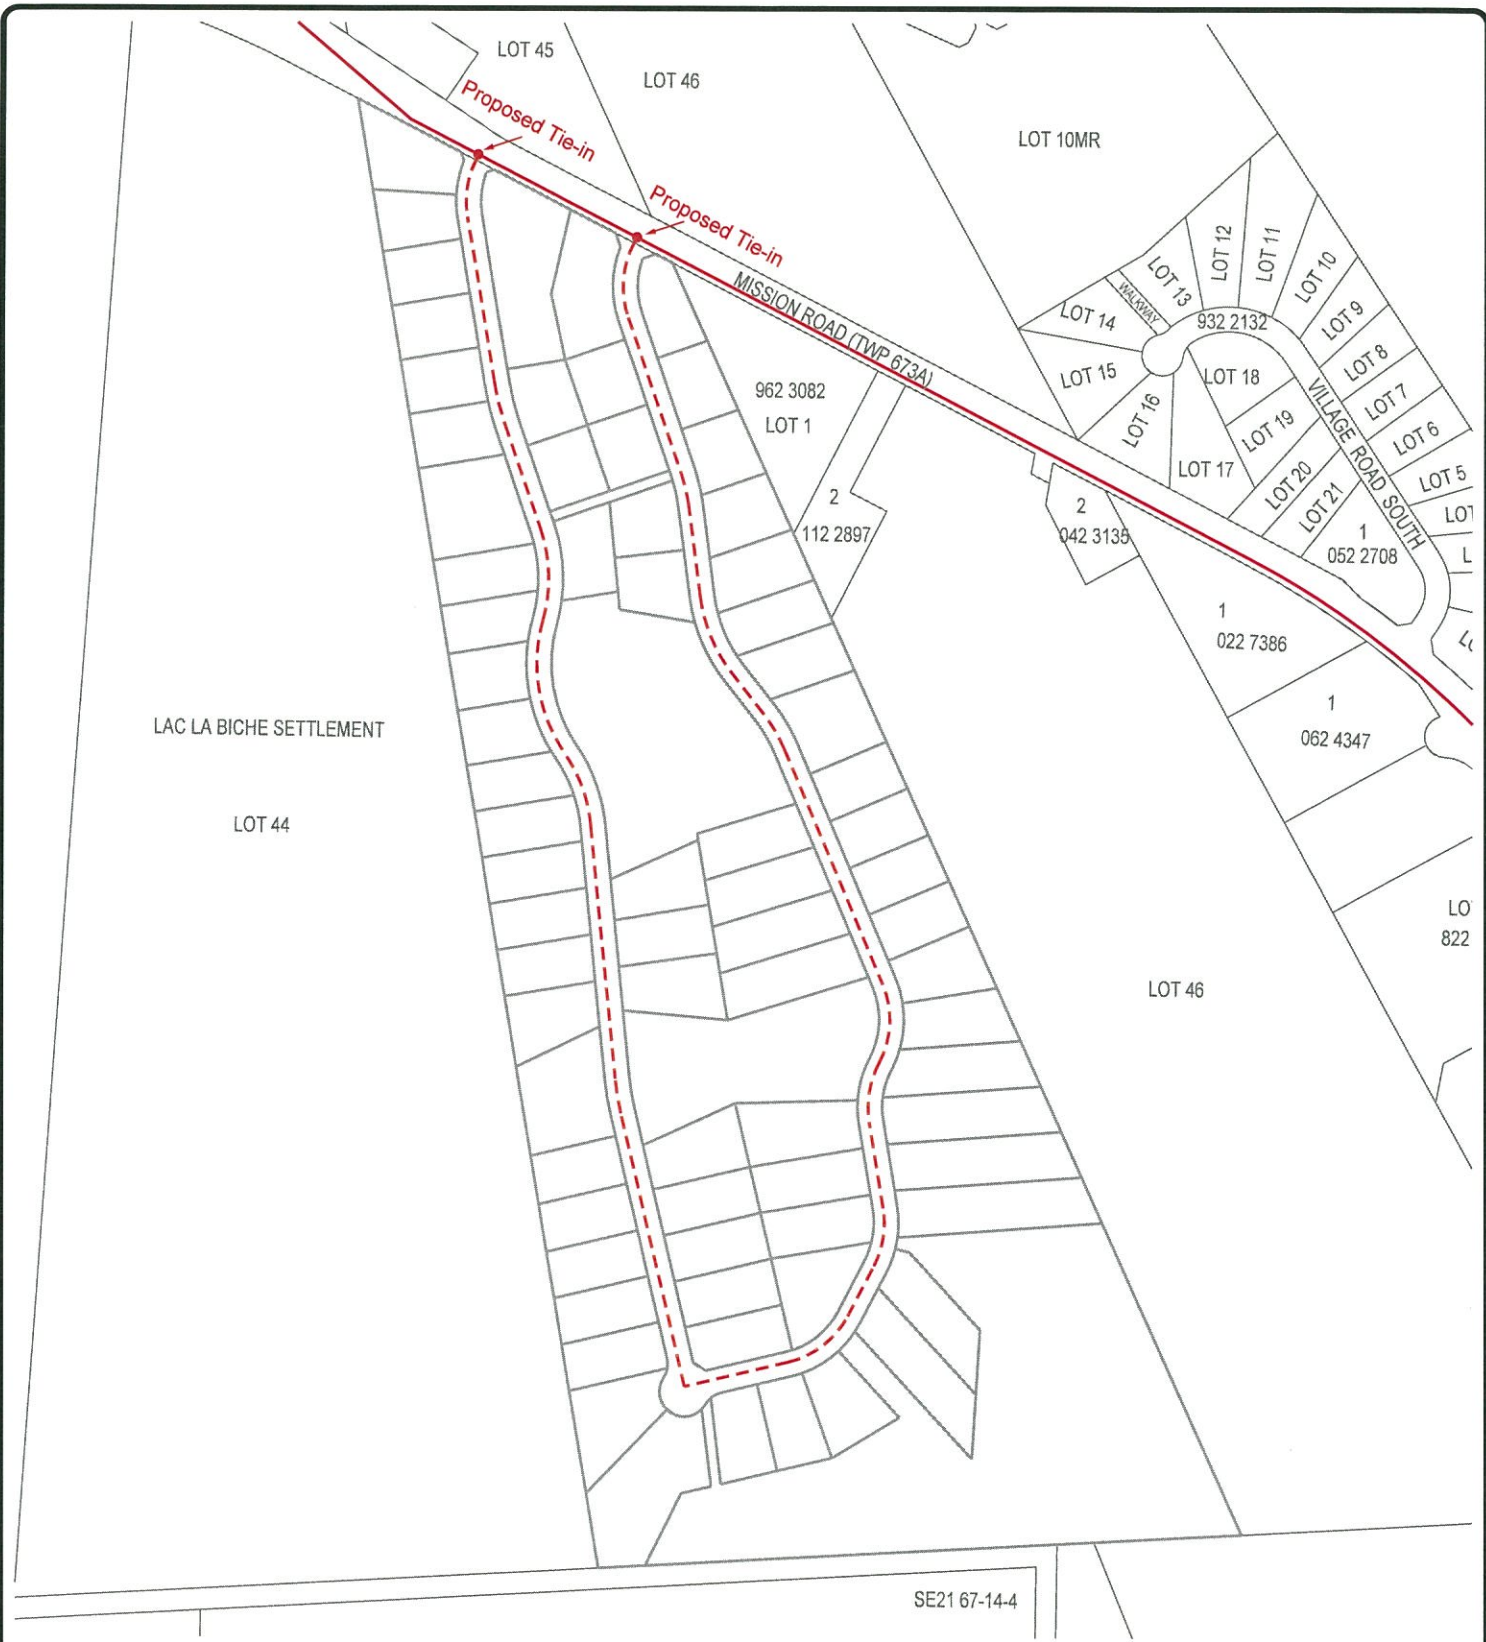 LOT 45
LOT 46
Proposed Tie-in
LOT 10MR
Proposed Tie-in
MISSION ROAD (TWP 673A)
LOT 12
LOT 11
LOT 10
LOT 13
WALKWAY
LOT 14
932 2132
LOT 9
LOT 8
LOT 15
LOT 18
LOT 7
962 3082
LOT 1
LOT 16
LOT 19
VILLAGE ROAD SOUTH
LOT 6
LOT 17
LOT 20
LOT 5
LOT 21
LOT
2
112 2897
2
042 3135
1
052 2708
L
1
022 7386
1
062 4347
LAC LA BICHE SETTLEMENT
LOT 44
LO
822
LOT 46
SE21 67-14-4